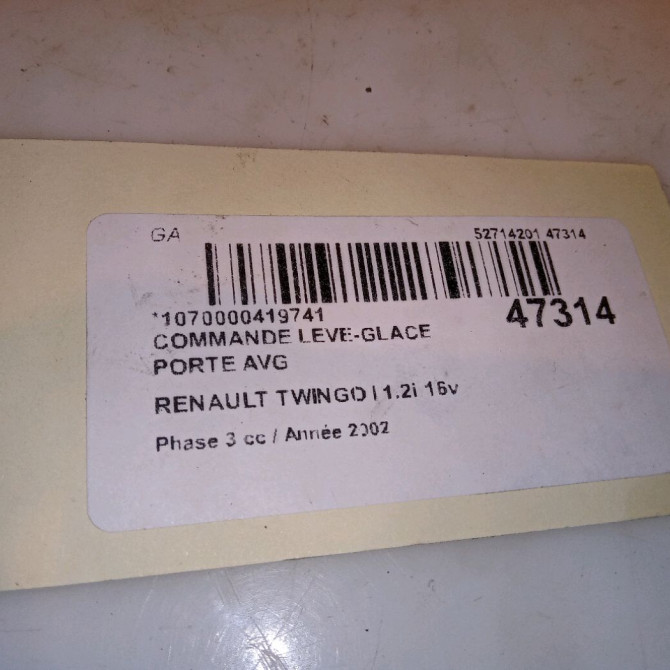 GA 52714201 47314
*1070000419741 47314
COMMANDE LEVE-GLACE
PORTE AVG
RENAULT TWINGO I 1.2i 16v
Phase 3 cc / Année 2002